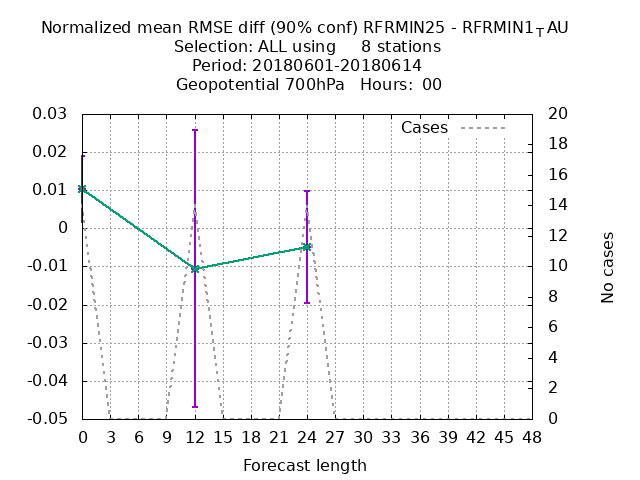 Normalized mean RMSE diff (90% conf) RFRMIN25 - RFRMIN1TAU
Selection: ALL using     8 stations
Period: 20180601-20180614
Geopotential 700hPa   Hours:  00
Cases
0.03
0.02
0.01
0
-0.01
-0.02
-0.03
-0.04
-0.05
20
18
16
14
12
10
8
6
4
2
0
No cases
0 3 6 9 12 15 18 21 24 27 30 33 36 39 42 45 48
Forecast length